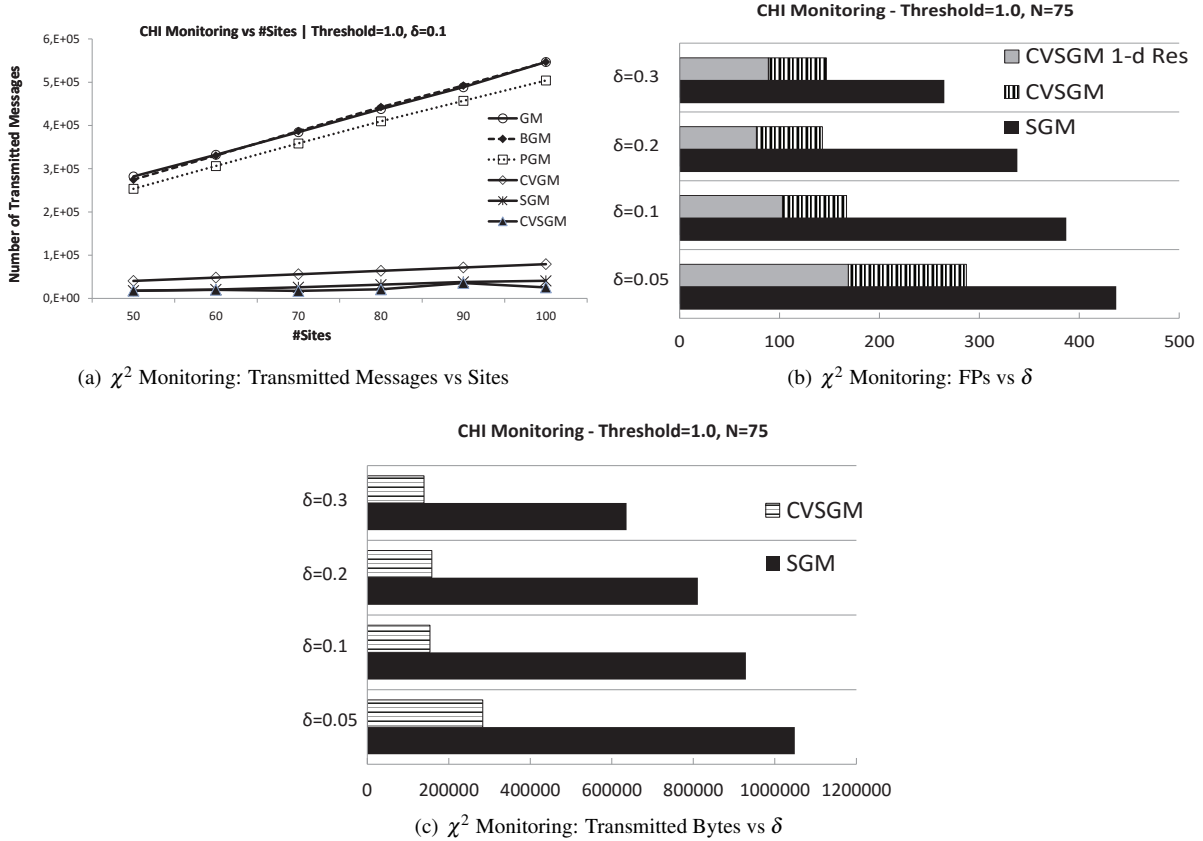 CHI Monitoring vs #Sites | Threshold=1.0, δ=0.1
Number of Transmitted Messages
6,E+05
5,E+05
4,E+05
3,E+05
2,E+05
1,E+05
0,E+00
50 60 70 80 90 100
#Sites
GM
BGM
PGM
CVGM
SGM
CVSGM
(a) χ² Monitoring: Transmitted Messages vs Sites
CHI Monitoring - Threshold=1.0, N=75
δ=0.3
δ=0.2
δ=0.1
δ=0.05
CVSGM 1-d Res
CVSGM
SGM
0 100 200 300 400 500
(b) χ² Monitoring: FPs vs δ
CHI Monitoring - Threshold=1.0, N=75
δ=0.3
δ=0.2
δ=0.1
δ=0.05
CVSGM
SGM
0 200000 400000 600000 800000 1000000 1200000
(c) χ² Monitoring: Transmitted Bytes vs δ